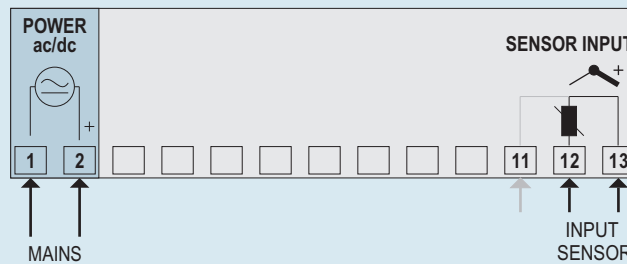 POWER
ac/dc
SENSOR INPUT
+
+
1 2 11 12 13
MAINS
INPUT
SENSOR